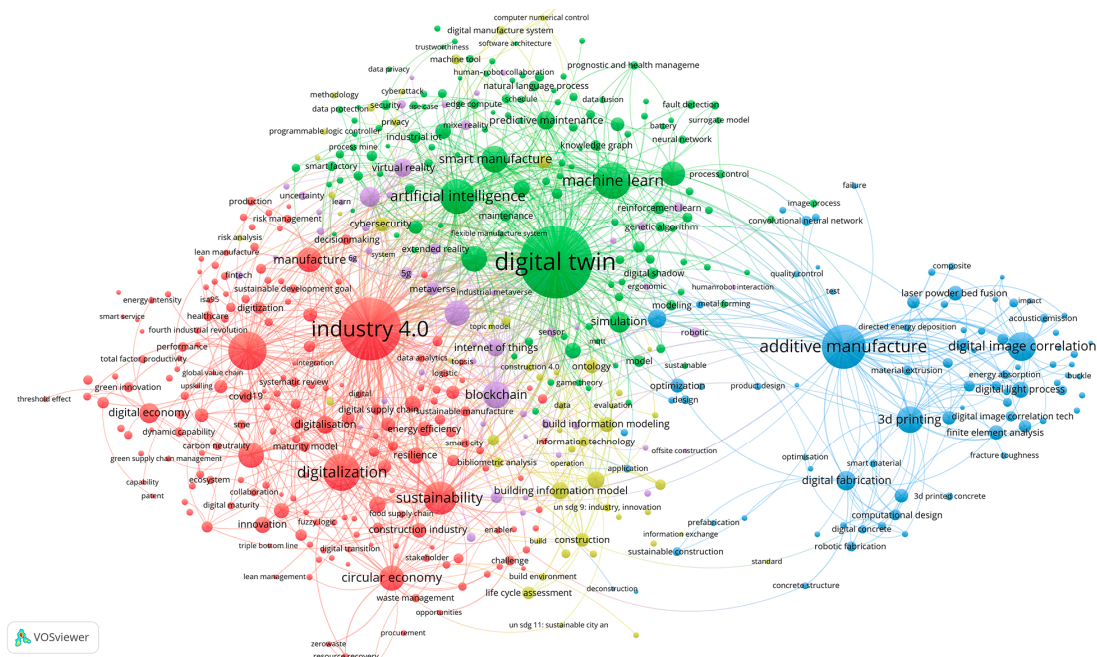 computer numerical control
digital manufacture system
trustworthiness
software architecture
machine tool
prognostic and health manageme
data privacy
human-robot collaboration
natural language process
cyberattack
methodology
schedule
data fusion
data protection
security
use case
edge compute
fault detection
privacy
predictive maintenance
battery
surrogate model
mixe reality
programmable logic controller
industrial iot
neural network
process mine
knowledge graph
smart manufacture
smart factory
virtual reality
process control
machine learn
failure
uncertainty
artificial intelligence
production
learn
image process
reinforcement learn
risk management
maintenance
convolutional neural network
cybersecurity
genetic algorithm
flexible manufacture system
risk analysis
decisionmaking
lean manufacture
extended reality
system
manufacture
6g
digital twin
composite
fintech
5g
digital shadow
quality control
sustainable development goal
metaverse
industrial metaverse
ergonomic
humanrobot interaction
test
laser powder bed fusion
energy intensity
isa95
digitization
modeling
metal forming
impact
smart service
healthcare
simulation
acoustic emission
fourth industrial revolution
industry 4.0
topic model
sensor
robotic
directed energy deposition
performance
internet of things
mqtt
additive manufacture
digital image correlation
total factor productivity
data analytics
integration
topsis
construction 4.0
ontology
model
sustainable
material extrusion
global value chain
logistic
energy absorption
buckle
green innovation
upskilling
systematic review
game theory
optimization
product design
digital light process
threshold effect
covid19
digital
blockchain
design
digital economy
digital supply chain
sustainable manufacture
data
evaluation
3d printing
digital image correlation tech
sme
digitalisation
energy efficiency
build information modeling
dynamic capability
finite element analysis
carbon neutrality
maturity model
smart city
information technology
offsite construction
green supply chain management
resilience
bibliometric analysis
operation
optimisation
smart material
fracture toughness
capability
ecosystem
digitalization
application
digital fabrication
patent
collaboration
sustainability
building information model
3d printed concrete
digital maturity
food supply chain
un sdg 9: industry, innovation
computational design
innovation
fuzzy logic
construction industry
enabler
prefabrication
digital concrete
triple bottom line
digital transition
build
construction
information exchange
robotic fabrication
stakeholder
challenge
sustainable construction
standard
lean management
circular economy
build environment
deconstruction
concrete structure
waste management
life cycle assessment
opportunities
procurement
un sdg 11: sustainable city an
zerowaste
resource recovery
VOSviewer